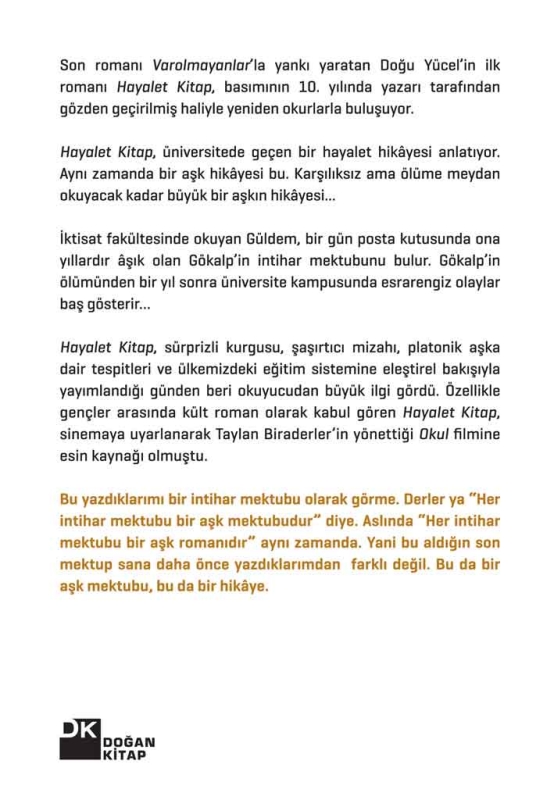 Son romanı Varolmayanlar’la yankı yaratan Doğu Yücel’in ilk
romanı Hayalet Kitap, basımının 10. yılında yazarı tarafından
gözden geçirilmiş haliyle yeniden okurlarla buluşuyor.
Hayalet Kitap, üniversitede geçen bir hayalet hikâyesi anlatıyor.
Aynı zamanda bir aşk hikâyesi bu. Karşılıksız ama ölüme meydan
okuyacak kadar büyük bir aşkın hikâyesi...
İktisat fakültesinde okuyan Güldem, bir gün posta kutusunda ona
yıllardır âşık olan Gökalp’in intihar mektubunu bulur. Gökalp’in
ölümünden bir yıl sonra üniversite kampusunda esrarengiz olaylar
baş gösterir...
Hayalet Kitap, sürprizli kurgusu, şaşırtıcı mizahı, platonik aşka
dair tespitleri ve ülkemizdeki eğitim sistemine eleştirel bakışıyla
yayımlandığı günden beri okuyucudan büyük ilgi gördü. Özellikle
gençler arasında kült roman olarak kabul gören Hayalet Kitap,
sinemaya uyarlanarak Taylan Biraderler’in yönettiği Okul filmine
esin kaynağı olmuştu.
Bu yazdıklarımı bir intihar mektubu olarak görme. Derler ya “Her
intihar mektubu bir aşk mektubudur” diye. Aslında “Her intihar
mektubu bir aşk romanıdır” aynı zamanda. Yani bu aldığın son
mektup sana daha önce yazdıklarımdan farklı değil. Bu da bir
aşk mektubu, bu da bir hikâye.
DK
DOĞAN
KİTAP